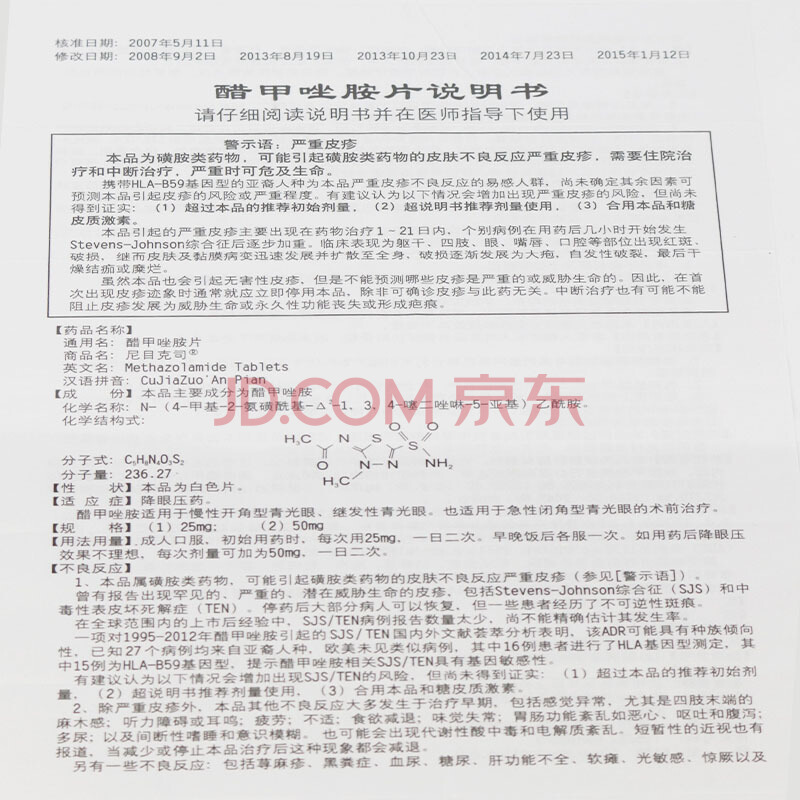 核准日期: 2007年5月11日
修改日期: 2008年9月2日 2013年8月19日 2013年10月23日 2014年7月23日 2015年1月12日
醋甲唑胺片说明书
请仔细阅读说明书并在医师指导下使用
警示语: 严重皮疹
本品为磺胺类药物, 可能引起磺胺类药物的皮肤不良反应严重皮疹, 需要住院治
疗和中断治疗, 严重时可危及生命。
携带HLA-B59基因型的亚裔人种为本品严重皮疹不良反应的易感人群, 尚未确定其余因素可
预测本品引起皮疹的风险或严重程度。有建议认为以下情况会增加出现严重皮疹的风险, 但尚未
得到证实: (1) 超过本品的推荐初始剂量, (2) 超说明书推荐剂量使用, (3) 合用本品和糖
皮质激素。
本品引起的严重皮疹主要出现在药物治疗1~21日内, 个别病例在用药后几小时开始发生
Stevens-Johnson综合征后逐步加重。临床表现为躯干、四肢、眼、嘴唇、口腔等部位出现红斑、
破损, 继而皮肤及黏膜病变迅速发展并扩散至全身, 破损逐渐发展为大疱, 自发性破裂, 最后干
燥结痂或糜烂。
虽然本品也会引起无害性皮疹, 但是不能预测哪些皮疹是严重的或威胁生命的。因此, 在首
次出现皮疹迹象时通常就应立即停用本品, 除非可确诊皮疹与此药无关。中断治疗也有可能不能
阻止皮疹发展为威胁生命或永久性功能丧失或形成疤痕。
【药品名称】
通用名: 醋甲唑胺片
商品名: 尼目克司®
英文名: Methazolamide Tablets
汉语拼音: CuJiaZuo'An Pian
【成 份】本品主要成分为醋甲唑胺
JD.COM 京东
化学名称: N-(4-甲基-2-氨磺酰基-Δ²-1、3、4-噻二唑啉-5-亚基) 乙酰胺。
化学结构式:
H₃C N S O O S NH₂ O N N H₃C
分子式: C₅H₈N₄O₃S₂
分子量: 236.27
【性 状】本品为白色片。
【适 应 症】降眼压药。
醋甲唑胺适用于慢性开角型青光眼、继发性青光眼。也适用于急性闭角型青光眼的术前治疗。
【规 格】(1) 25mg; (2) 50mg
【用法用量】成人口服, 初始用药时, 每次用25mg, 一日二次。早晚饭后各服一次。如用药后降眼压
效果不理想, 每次剂量可加为50mg, 一日二次。
【不良反应】
1、本品属磺胺类药物, 可能引起磺胺类药物的皮肤不良反应严重皮疹 (参见[警示语])。
曾有报告出现罕见的、严重的、潜在威胁生命的皮疹, 包括Stevens-Johnson综合征 (SJS) 和中
毒性表皮坏死解症 (TEN)。停药后大部分病人可以恢复, 但一些患者经历了不可逆性斑痕。
在全球范围内的上市后经验中, SJS/TEN病例报告数量太少, 尚不能精确估计其发生率。
一项对1995-2012年醋甲唑胺引起的SJS/TEN国内外文献荟萃分析表明, 该ADR可能具有种族倾向
性, 已知27个病例均来自亚裔人种, 欧美未见类似病例, 其中16例患者进行了HLA基因型测定, 其
中15例为HLA-B59基因型, 提示醋甲唑胺相关SJS/TEN具有基因敏感性。
有建议认为以下情况会增加出现SJS/TEN的风险, 但尚未得到证实: (1) 超过本品的推荐初始剂
量, (2) 超说明书推荐剂量使用, (3) 合用本品和糖皮质激素。
2、除严重皮疹外, 本品其他不良反应大多发生于治疗早期, 包括感觉异常, 尤其是四肢末端的
麻木感; 听力障碍或耳鸣; 疲劳; 不适; 食欲减退; 味觉失常; 胃肠功能紊乱如恶心、呕吐和腹泻;
多尿; 以及间断性嗜睡和意识模糊。也可能会出现代谢性酸中毒和电解质紊乱。短暂性的近视也有
报道, 当减少或停止本品治疗后这种现象都会减退。
另有一些不良反应: 包括荨麻疹、黑粪症、血尿、糖尿、肝功能不全、软瘫、光敏感、惊厥以及